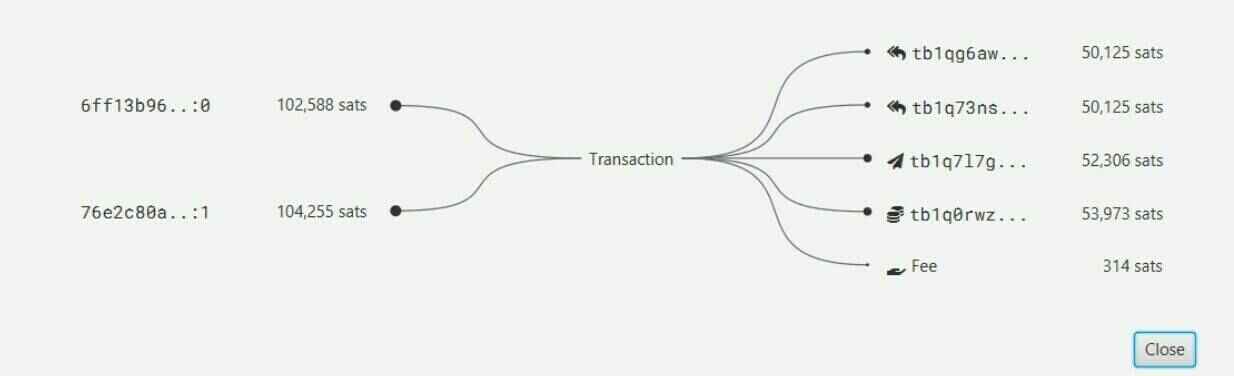 tb1qg6aw... 50,125 sats
6ff13b96..:0 102,588 sats
tb1q73ns... 50,125 sats
Transaction
tb1q7l7g... 52,306 sats
76e2c80a..:1 104,255 sats
tb1q0rwz... 53,973 sats
Fee 314 sats
Close